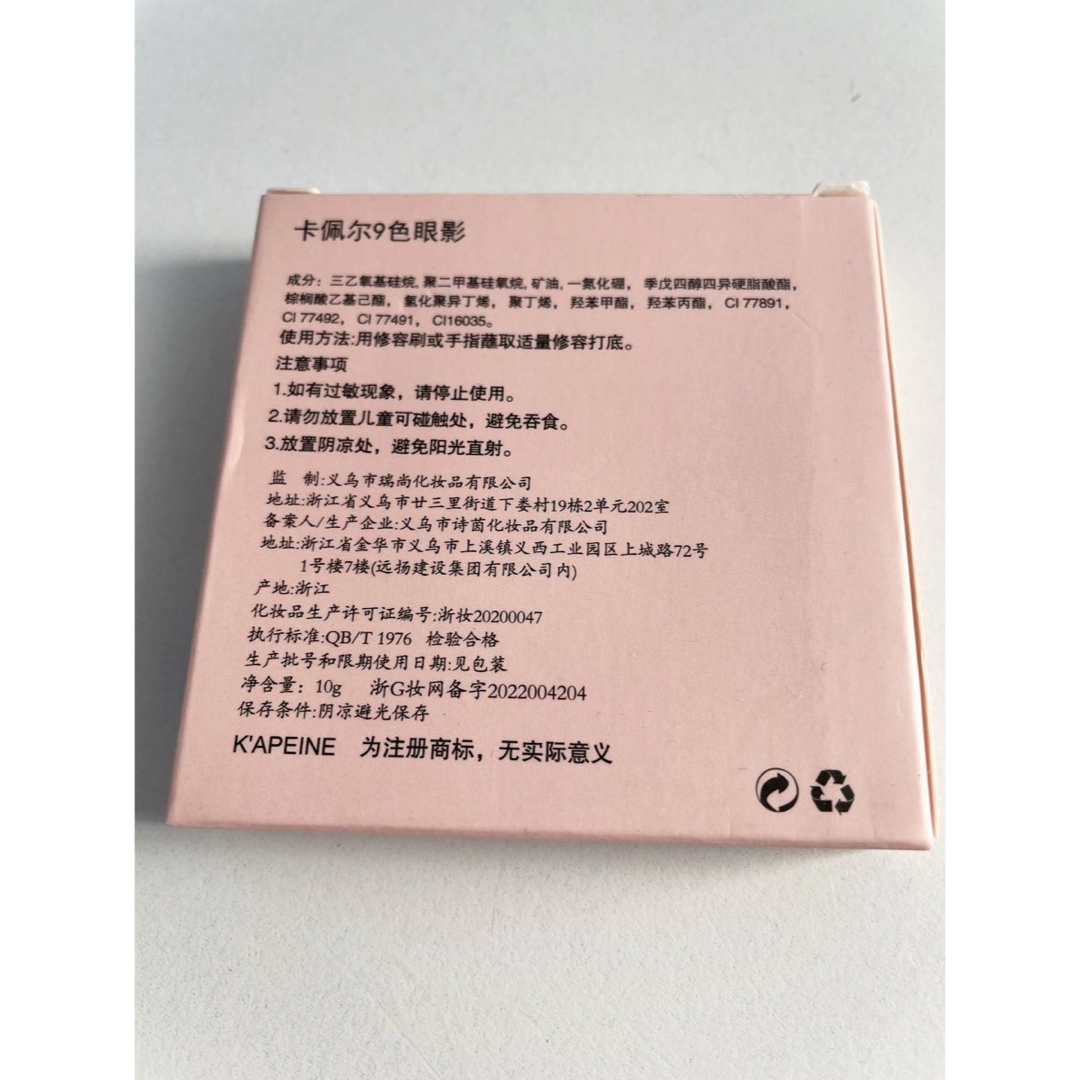 卡佩尔9色眼影
成分：三乙氧基硅烷, 聚二甲基硅氧烷, 矿油, 一氮化硼， 季戊四醇四异硬脂酸酯，
棕榈酸乙基己酯， 氢化聚异丁烯， 聚丁烯， 羟苯甲酯， 羟苯丙酯， CI 77891，
CI 77492， CI 77491， CI16035。
使用方法:用修容刷或手指蘸取适量修容打底。
注意事项
1.如有过敏现象，请停止使用。
2.请勿放置儿童可碰触处，避免吞食。
3.放置阴凉处，避免阳光直射。
监 制:义乌市瑞尚化妆品有限公司
地址:浙江省义乌市廿三里街道下娄村19栋2单元202室
备案人/生产企业:义乌市诗茵化妆品有限公司
地址:浙江省金华市义乌市上溪镇义西工业园区上城路72号
1号楼7楼(远扬建设集团有限公司内)
产地:浙江
化妆品生产许可证编号:浙妆20200047
执行标准:QB/T 1976 检验合格
生产批号和限期使用日期:见包装
净含量：10g 浙G妆网备字2022004204
保存条件:阴凉避光保存
K'APEINE 为注册商标，无实际意义